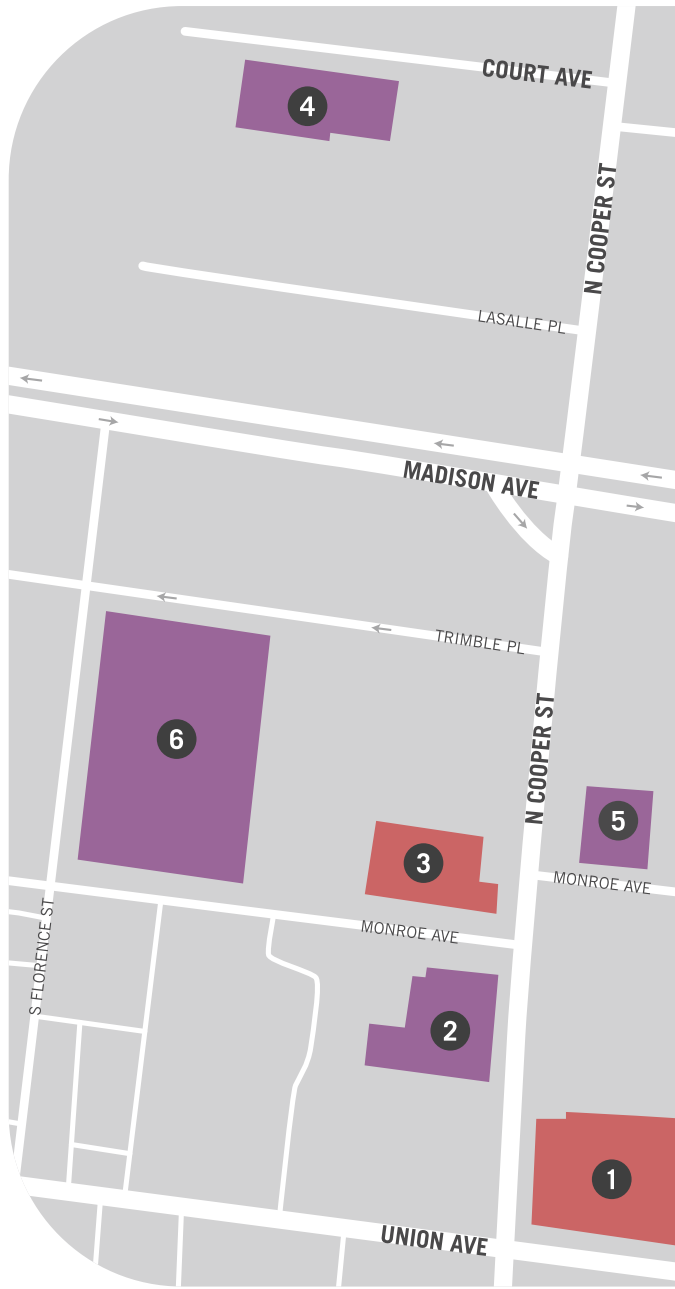 COURT AVE
4
N COOPER ST
LASALLE PL
MADISON AVE
TRIMBLE PL
6
N COOPER ST
5
3
MONROE AVE
S FLORENCE ST
MONROE AVE
2
1
UNION AVE